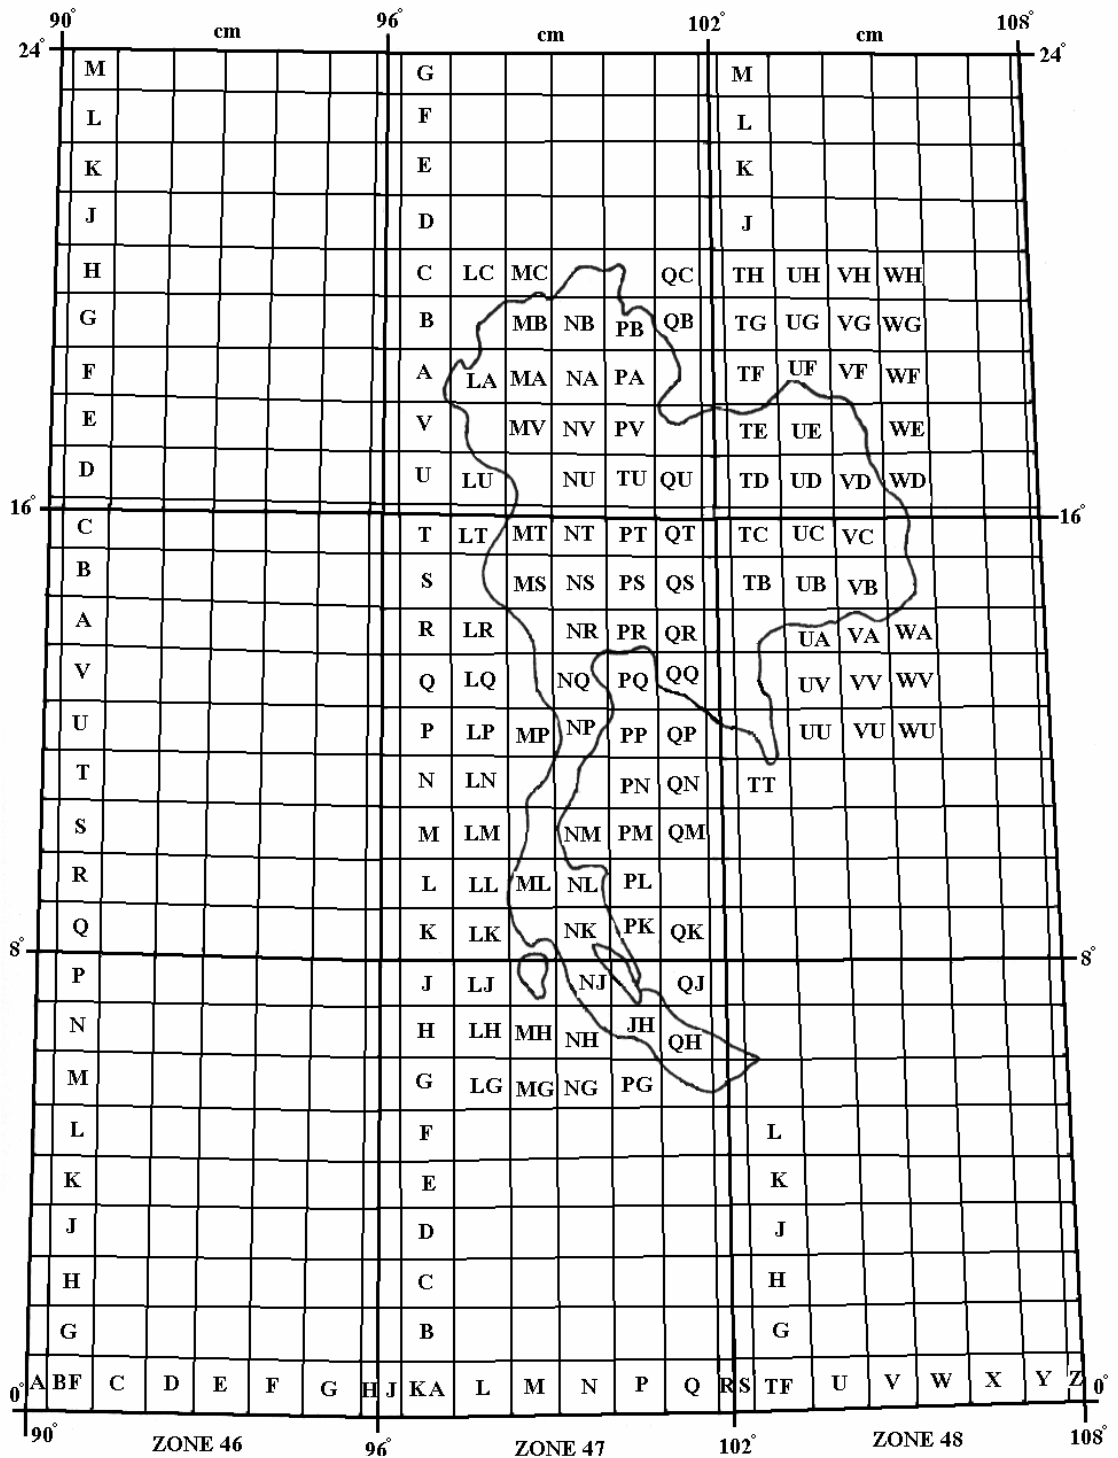 90° 96° 102° 108°
cm cm cm
24° 24°
M G M
L F L
K E K
J D J
H C LC MC QC TH UH VH WH
G B MB NB PB QB TG UG VG WG
F A LA MA NA PA TF UF VF WF
E V MV NV PV TE UE WE
D U LU NU TU QU TD UD VD WD
16° 16°
C T LT MT NT PT QT TC UC VC
B S MS NS PS QS TB UB VB
A R LR NR PR QR UA VA WA
V Q LQ NQ PQ QQ UV VV WV
U P LP MP NP PP QP UU VU WU
T N LN PN QN TT
S M LM NM PM QM
R L LL ML NL PL
Q K LK NK PK QK
8° 8°
P J LJ NJ QJ
N H LH MH NH JH QH
M G LG MG NG PG
L F L
K E K
J D J
H C H
G B G
0° A BF C D E F G H J KA L M N P Q R S TF U V W X Y Z 0°
90° ZONE 46 96° ZONE 47 102° ZONE 48 108°